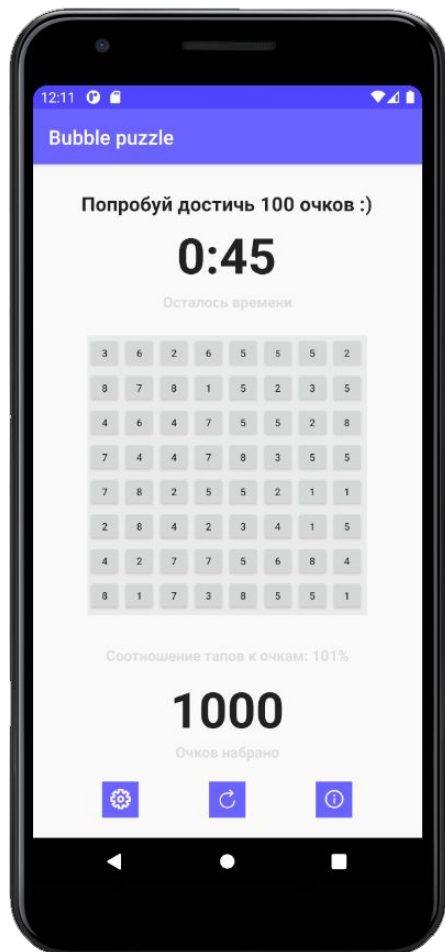 12:11
Bubble puzzle
Попробуй достичь 100 очков :)
0:45
Осталось времени
3 6 2 6 5 5 5 2
8 7 8 1 5 2 3 5
4 6 4 7 5 5 2 8
7 4 4 7 8 3 5 5
7 8 2 5 5 2 1 1
2 8 4 2 3 4 1 5
4 2 7 7 5 6 8 4
8 1 7 3 8 5 5 1
Соотношение тапов к очкам: 101%
1000
Очков набрано